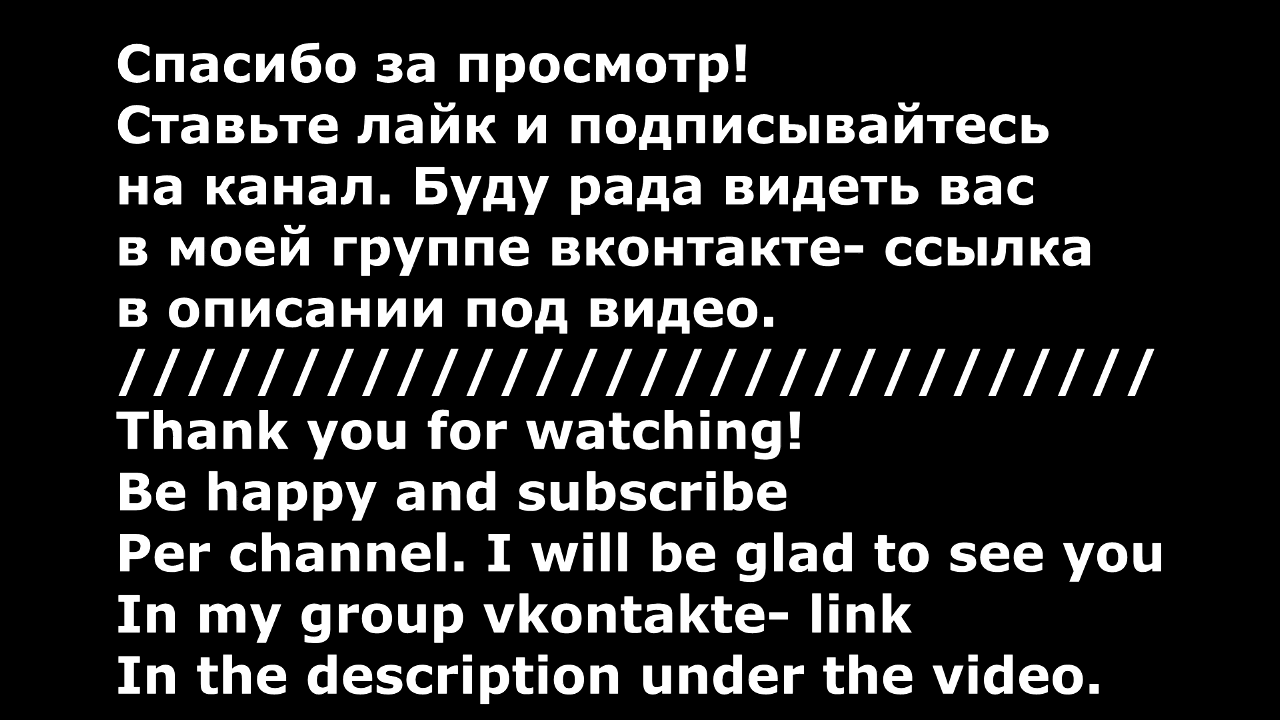 Спасибо за просмотр!
Ставьте лайк и подписывайтесь
на канал. Буду рада видеть вас
в моей группе вконтакте- ссылка
в описании под видео.
//////////////////////////////
Thank you for watching!
Be happy and subscribe
Per channel. I will be glad to see you
In my group vkontakte- link
In the description under the video.